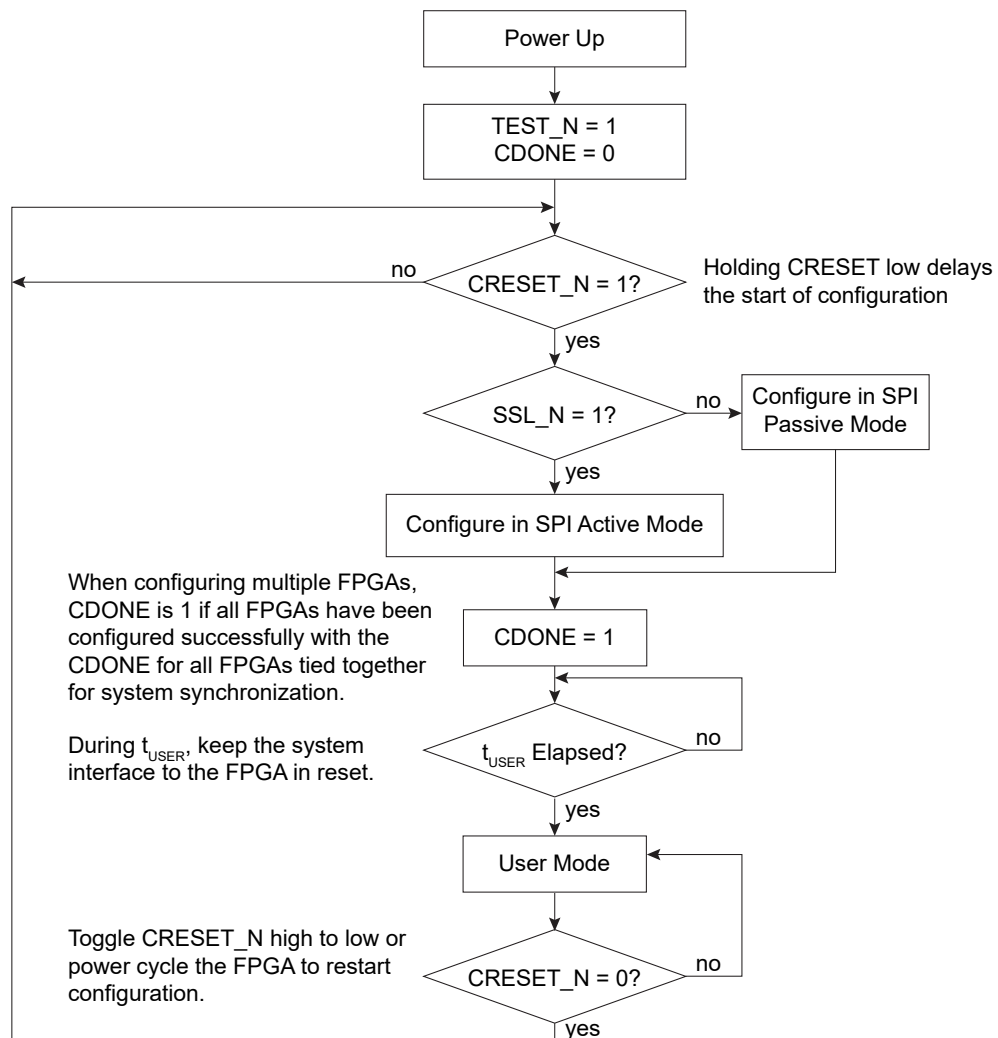 Power Up
TEST_N = 1
CDONE = 0
no
CRESET_N = 1?
Holding CRESET low delays
the start of configuration
yes
SSL_N = 1?
no
Configure in SPI
Passive Mode
yes
Configure in SPI Active Mode
When configuring multiple FPGAs,
CDONE is 1 if all FPGAs have been
configured successfully with the
CDONE for all FPGAs tied together
for system synchronization.
CDONE = 1
During tUSER, keep the system
interface to the FPGA in reset.
tUSER Elapsed?
no
yes
User Mode
Toggle CRESET_N high to low or
power cycle the FPGA to restart
configuration.
CRESET_N = 0?
no
yes